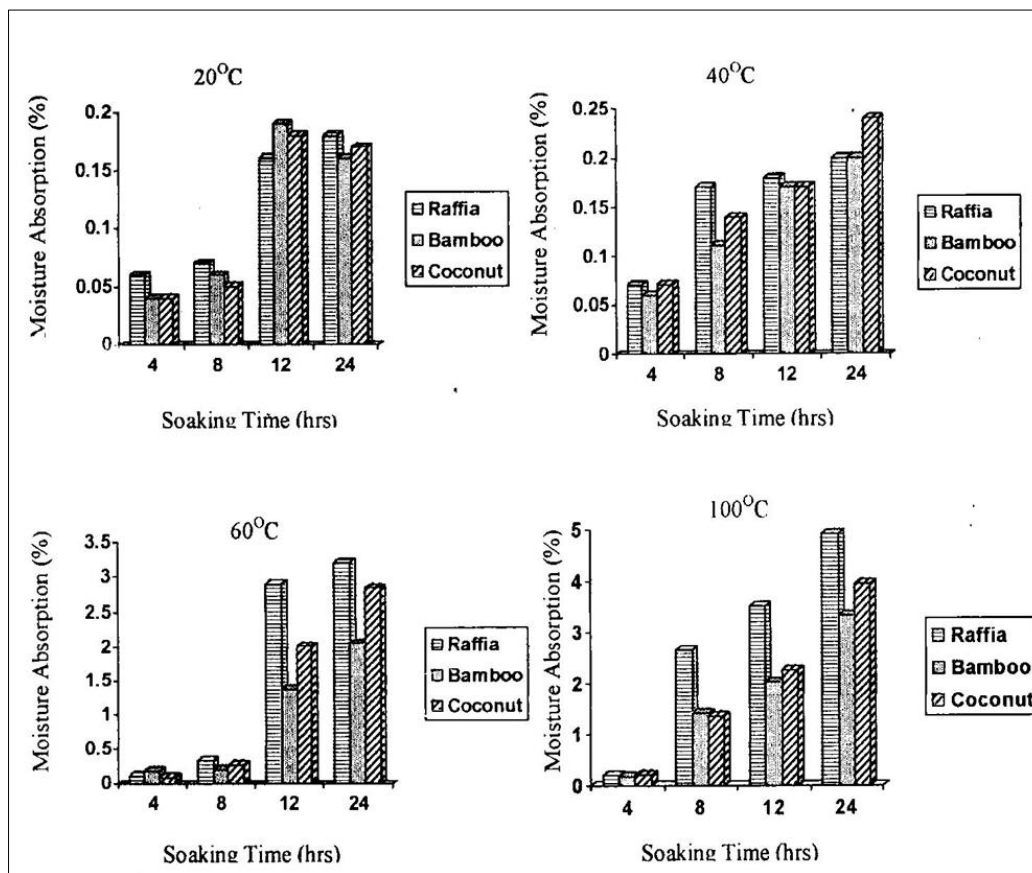 20°C
Moisture Absorption (%)
0.2
0.15
0.1
0.05
0
4 8 12 24
Soaking Time (hrs)
Raffia
Bamboo
Coconut
40°C
Moisture Absorption (%)
0.25
0.2
0.15
0.1
0.05
0
4 8 12 24
Soaking Time (hrs)
Raffia
Bamboo
Coconut
60°C
Moisture Absorption (%)
3.5
3
2.5
2
1.5
1
0.5
0
4 8 12 24
Soaking Time (hrs)
Raffia
Bamboo
Coconut
100°C
Moisture Absorption (%)
5
4
3
2
1
0
4 8 12 24
Soaking Time (hrs)
Raffia
Bamboo
Coconut